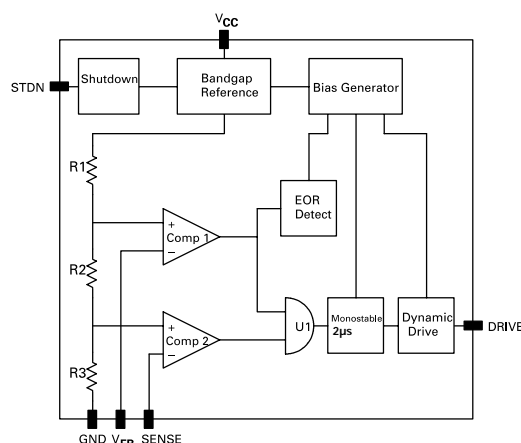 VCC
STDN
Shutdown
Bandgap
Reference
Bias Generator
R1
EOR
Detect
+
Comp 1
−
R2
+
Comp 2
−
U1
Monostable
2µs
Dynamic
Drive
DRIVE
R3
GND VFB SENSE